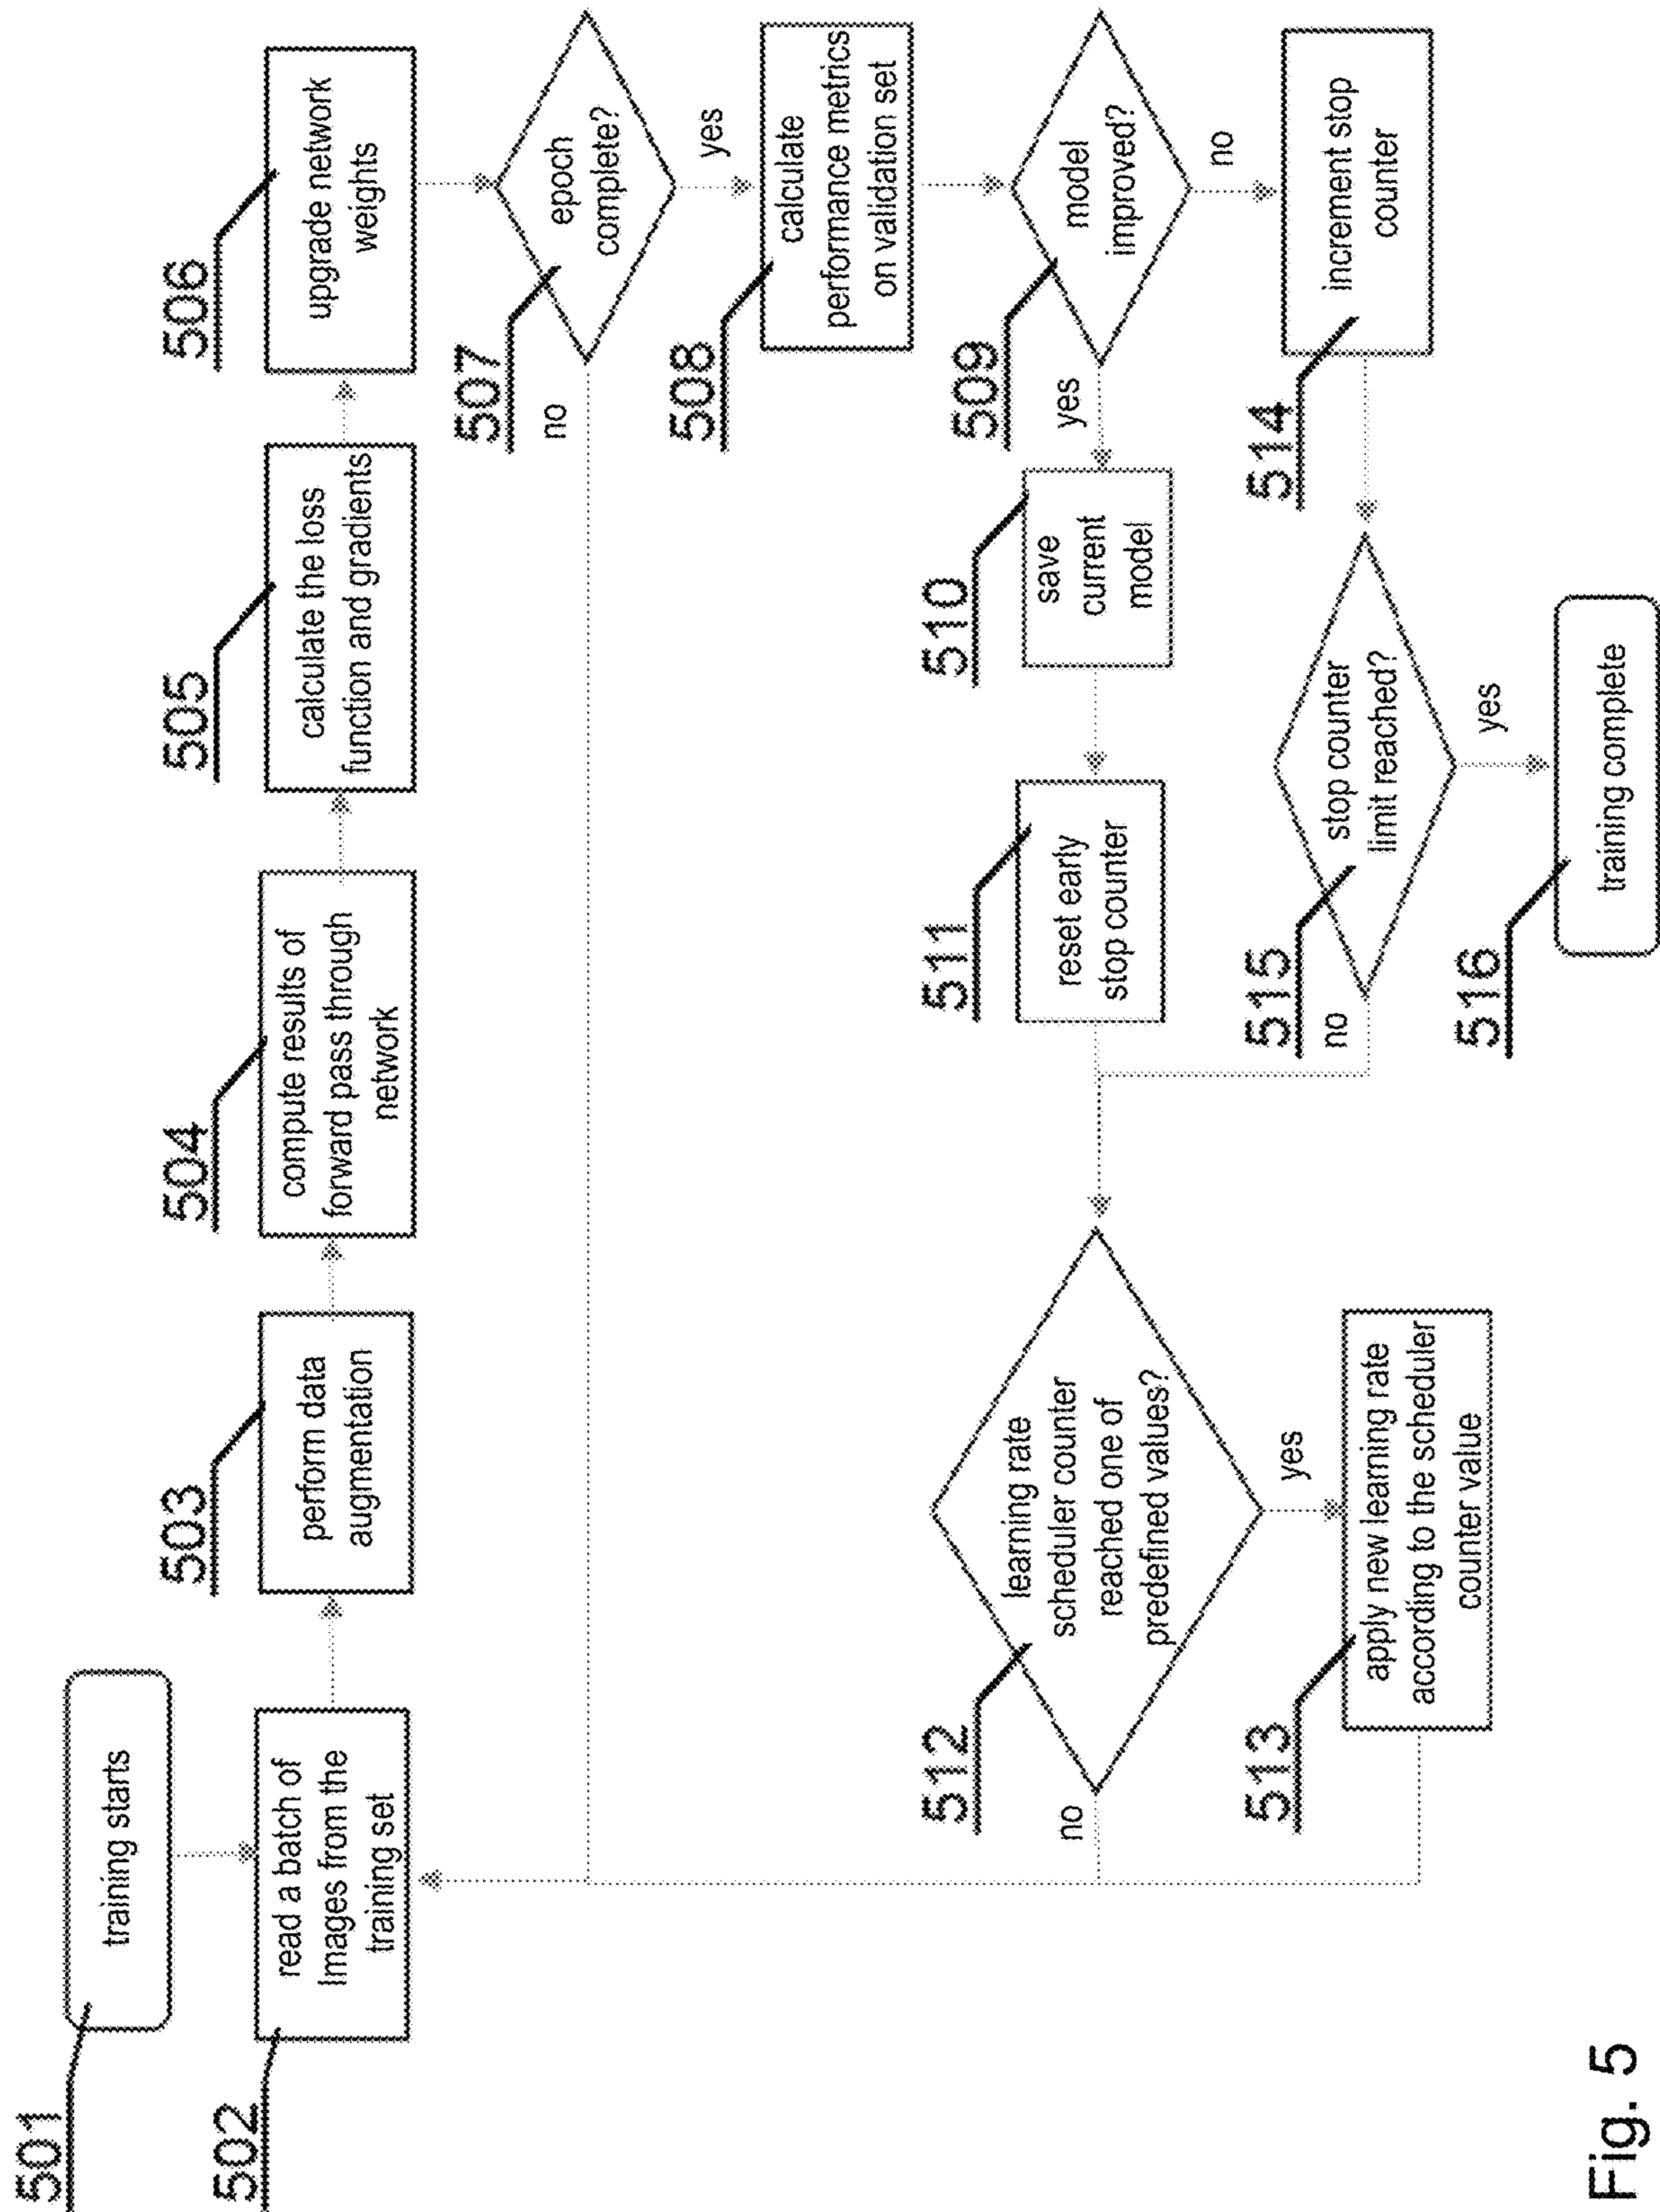 501
training starts
502
read a batch of
Images from the
training set
503
perform data
augmentation
504
compute results of
forward pass through
network
505
calculate the loss
function and gradients
506
upgrade network
weights
507
epoch
complete?
no
yes
508
calculate
performance metrics
on validation set
509
model
improved?
yes
no
510
save
current
model
511
reset early
stop counter
512
learning rate
scheduler counter
reached one of
predefined values?
no
yes
513
apply new learning rate
according to the scheduler
counter value
514
increment stop
counter
515
stop counter
limit reached?
no
yes
516
training complete
Fig. 5